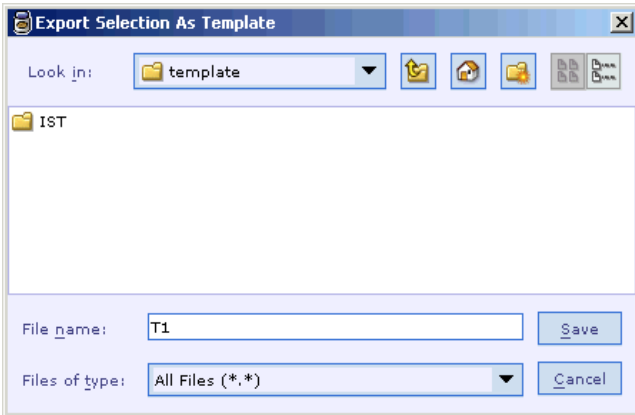 Export Selection As Template
Look in: template
IST
File name: T1 Save
Files of type: All Files (*.*) Cancel